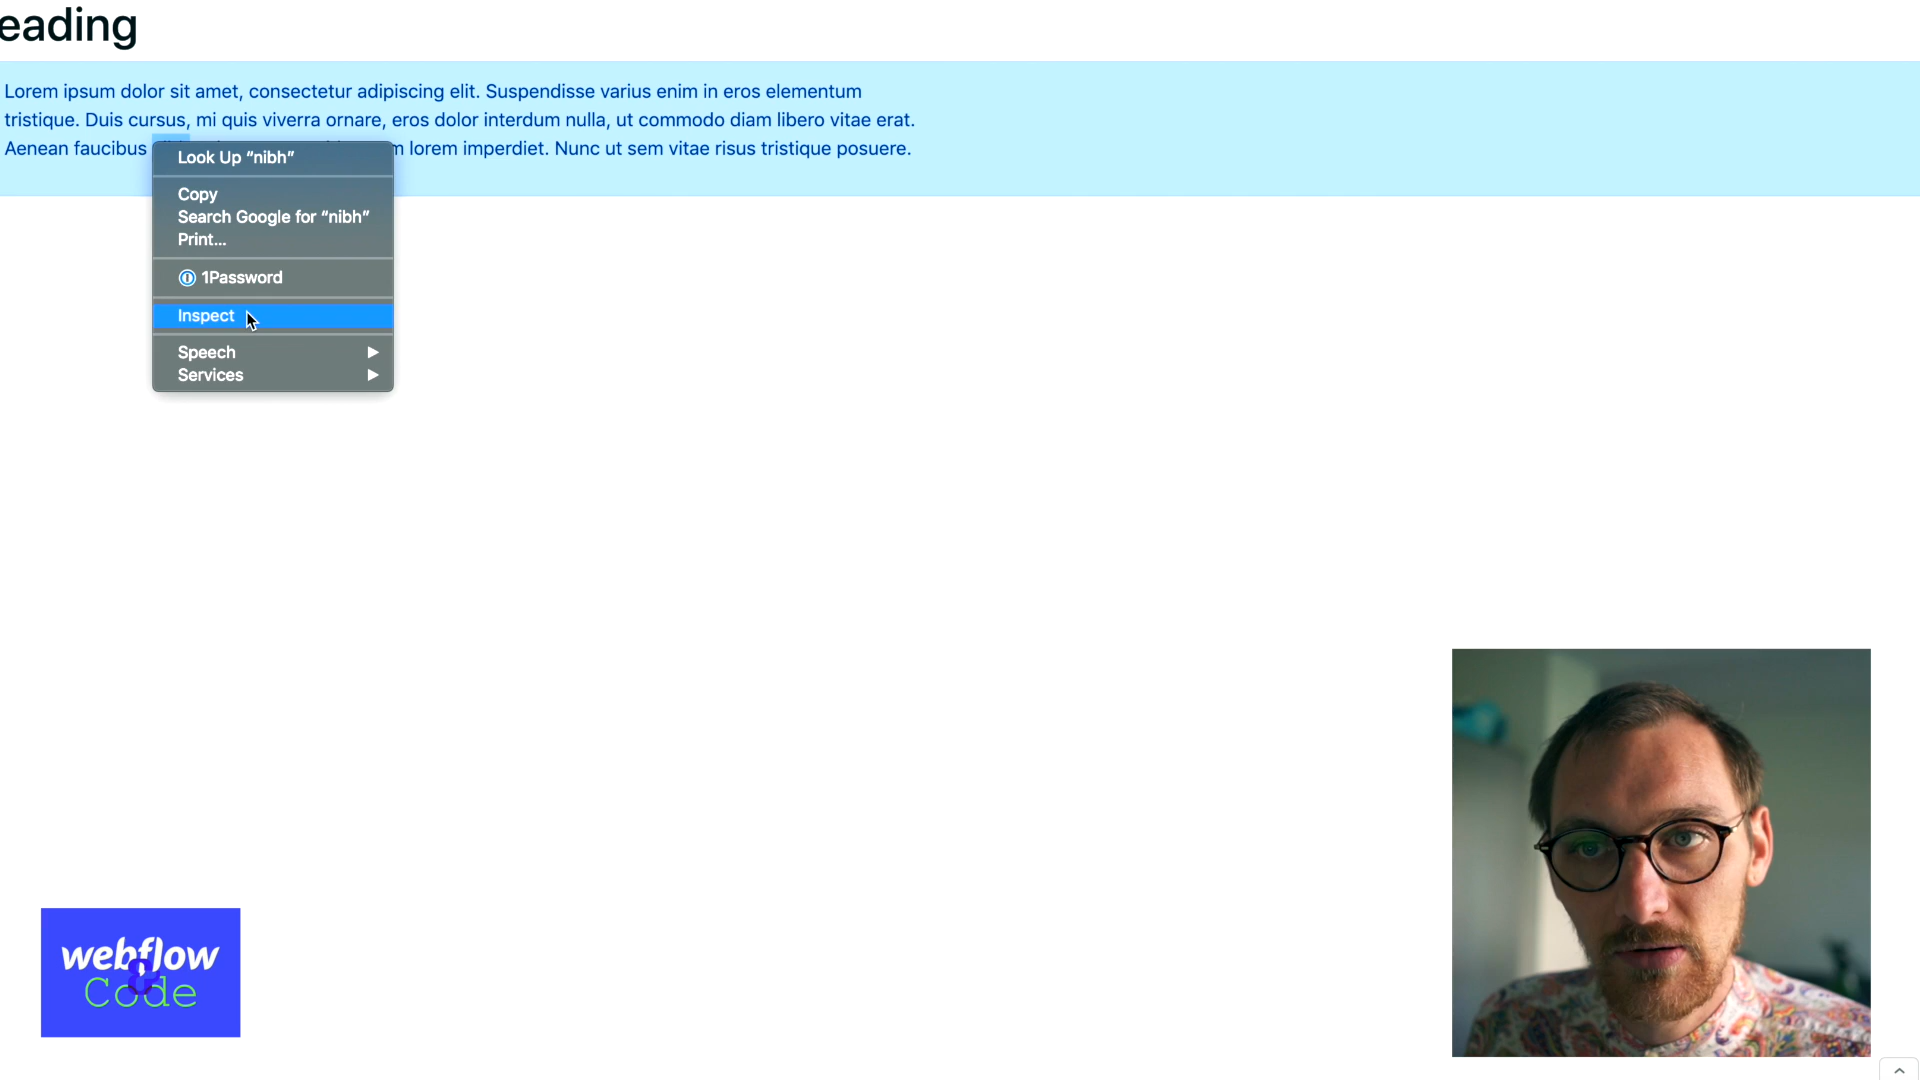 eading
Lorem ipsum dolor sit amet, consectetur adipiscing elit. Suspendisse varius enim in eros elementum
tristique. Duis cursus, mi quis viverra ornare, eros dolor interdum nulla, ut commodo diam libero vitae erat.
Aenean faucibus m lorem imperdiet. Nunc ut sem vitae risus tristique posuere.
Look Up “nibh”
Copy
Search Google for “nibh”
Print...
1Password
Inspect
Speech
Services
webflow
&
Code